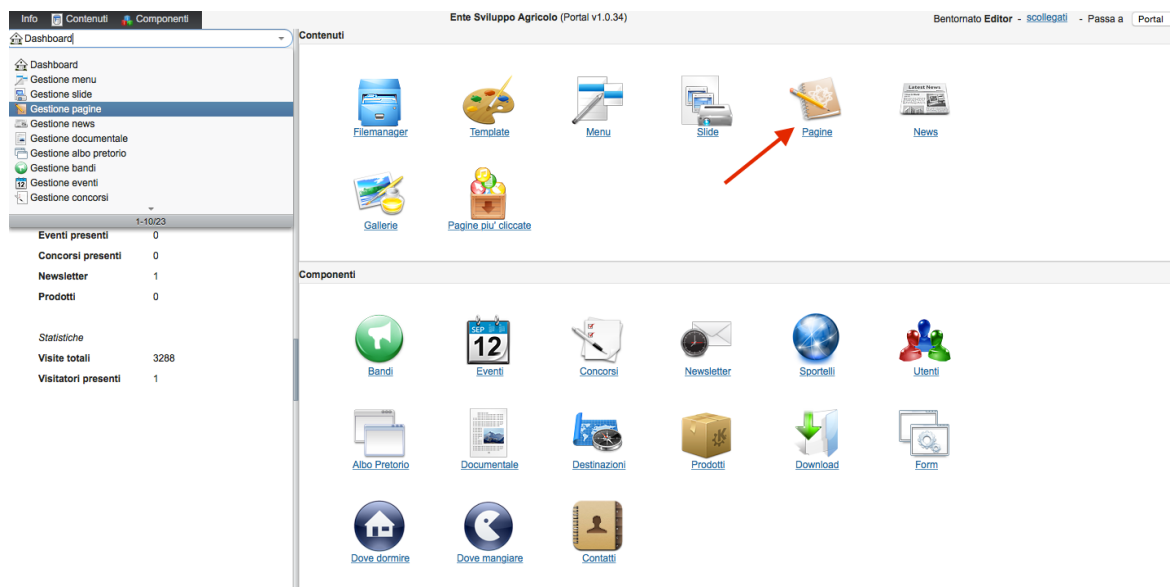 Info Contenuti Componenti
Ente Sviluppo Agricolo (Portal v1.0.34)
Bentornato Editor - scollegati - Passa a Portal
Dashboard
Dashboard
Gestione menu
Gestione slide
Gestione pagine
Gestione news
Gestione documentale
Gestione albo pretorio
Gestione bandi
Gestione eventi
Gestione concorsi
1-10/23
Eventi presenti 0
Concorsi presenti 0
Newsletter 1
Prodotti 0
Statistiche
Visite totali 3288
Visitatori presenti 1
Contenuti
Latest News
Filemanager Template Menu Slide Pagine News
Gallerie Pagine piu' cliccate
Componenti
SEP
12
Bandi Eventi Concorsi Newsletter Sportelli Utenti
Albo Pretorio Documentale Destinazioni Prodotti Download Form
Dove dormire Dove mangiare Contatti